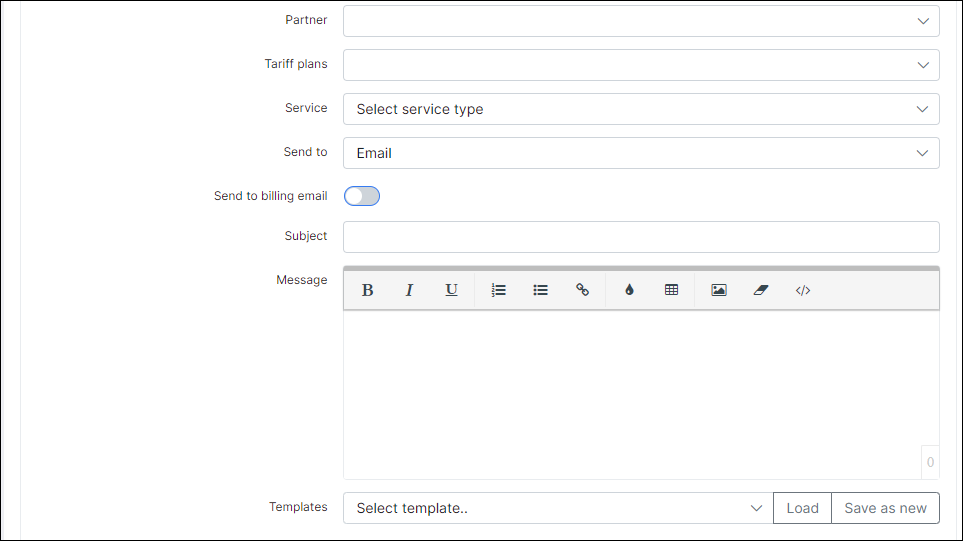 Partner
Tariff plans
Service Select service type
Send to Email
Send to billing email
Subject
Message B I U </>
0
Templates Select template.. Load Save as new